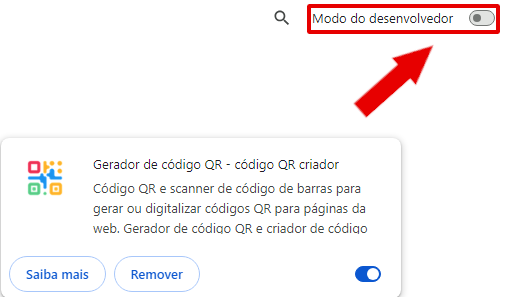 Modo do desenvolvedor
Gerador de código QR - código QR criador
Código QR e scanner de código de barras para
gerar ou digitalizar códigos QR para páginas da
web. Gerador de código QR e criador de código
Saiba mais
Remover